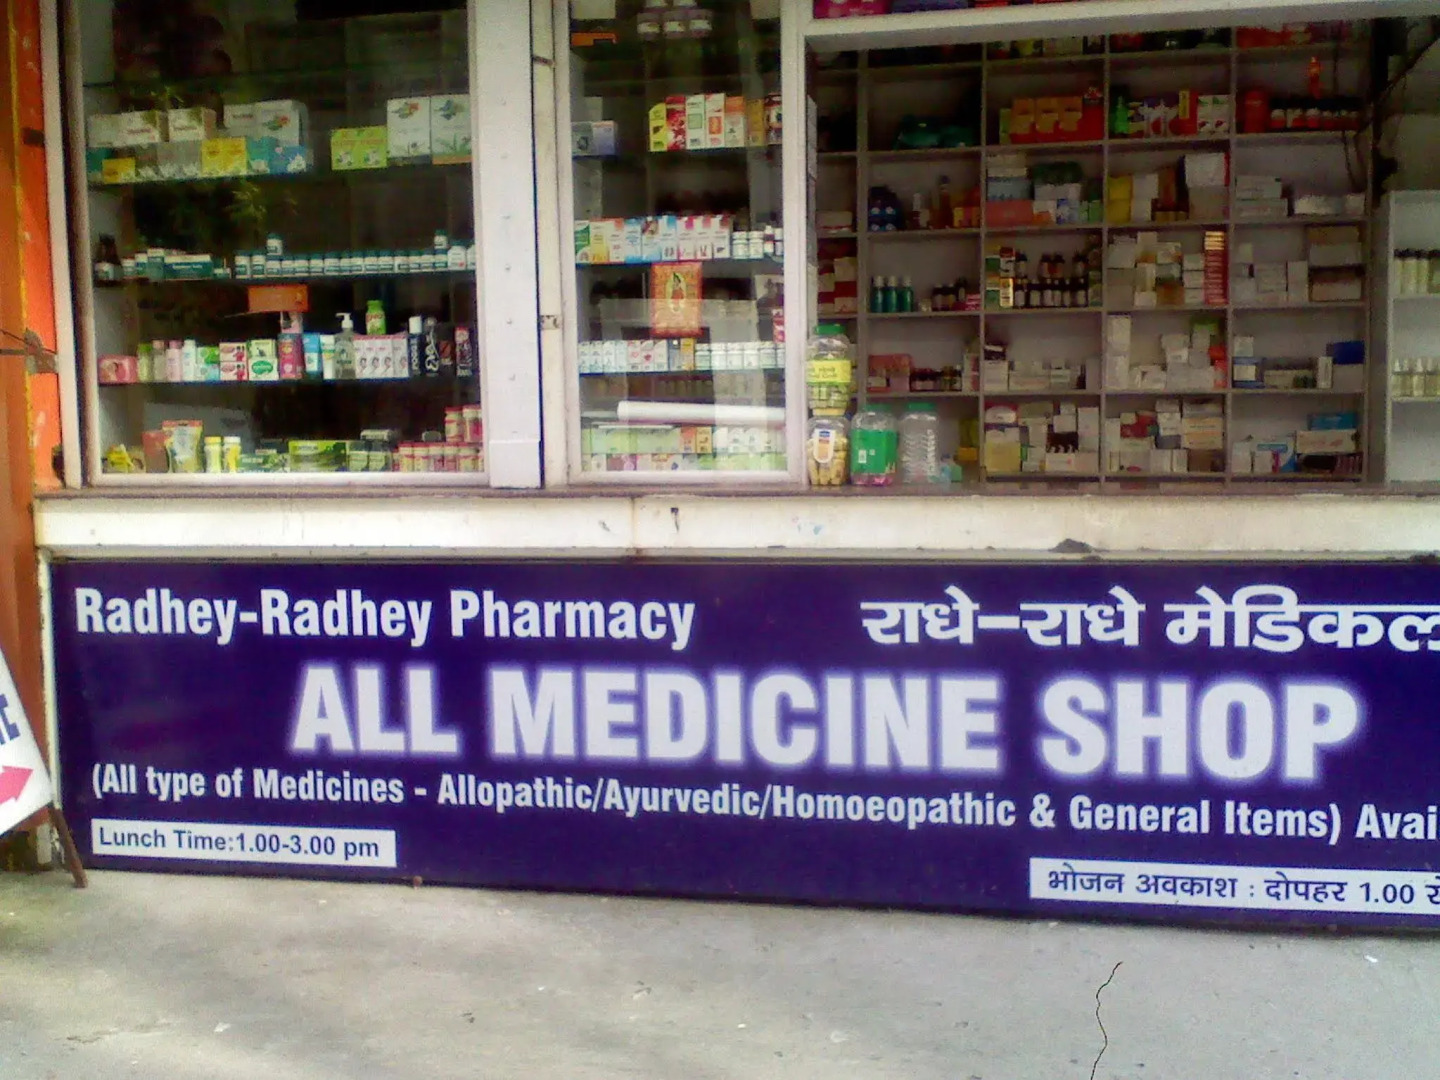 Radhey-Radhey Pharmacy
राधे-राधे मेडिकल
ALL MEDICINE SHOP
(All type of Medicines - Allopathic/Ayurvedic/Homoeopathic & General Items) Avai
Lunch Time:1.00-3.00 pm
भोजन अवकाश : दोपहर 1.00